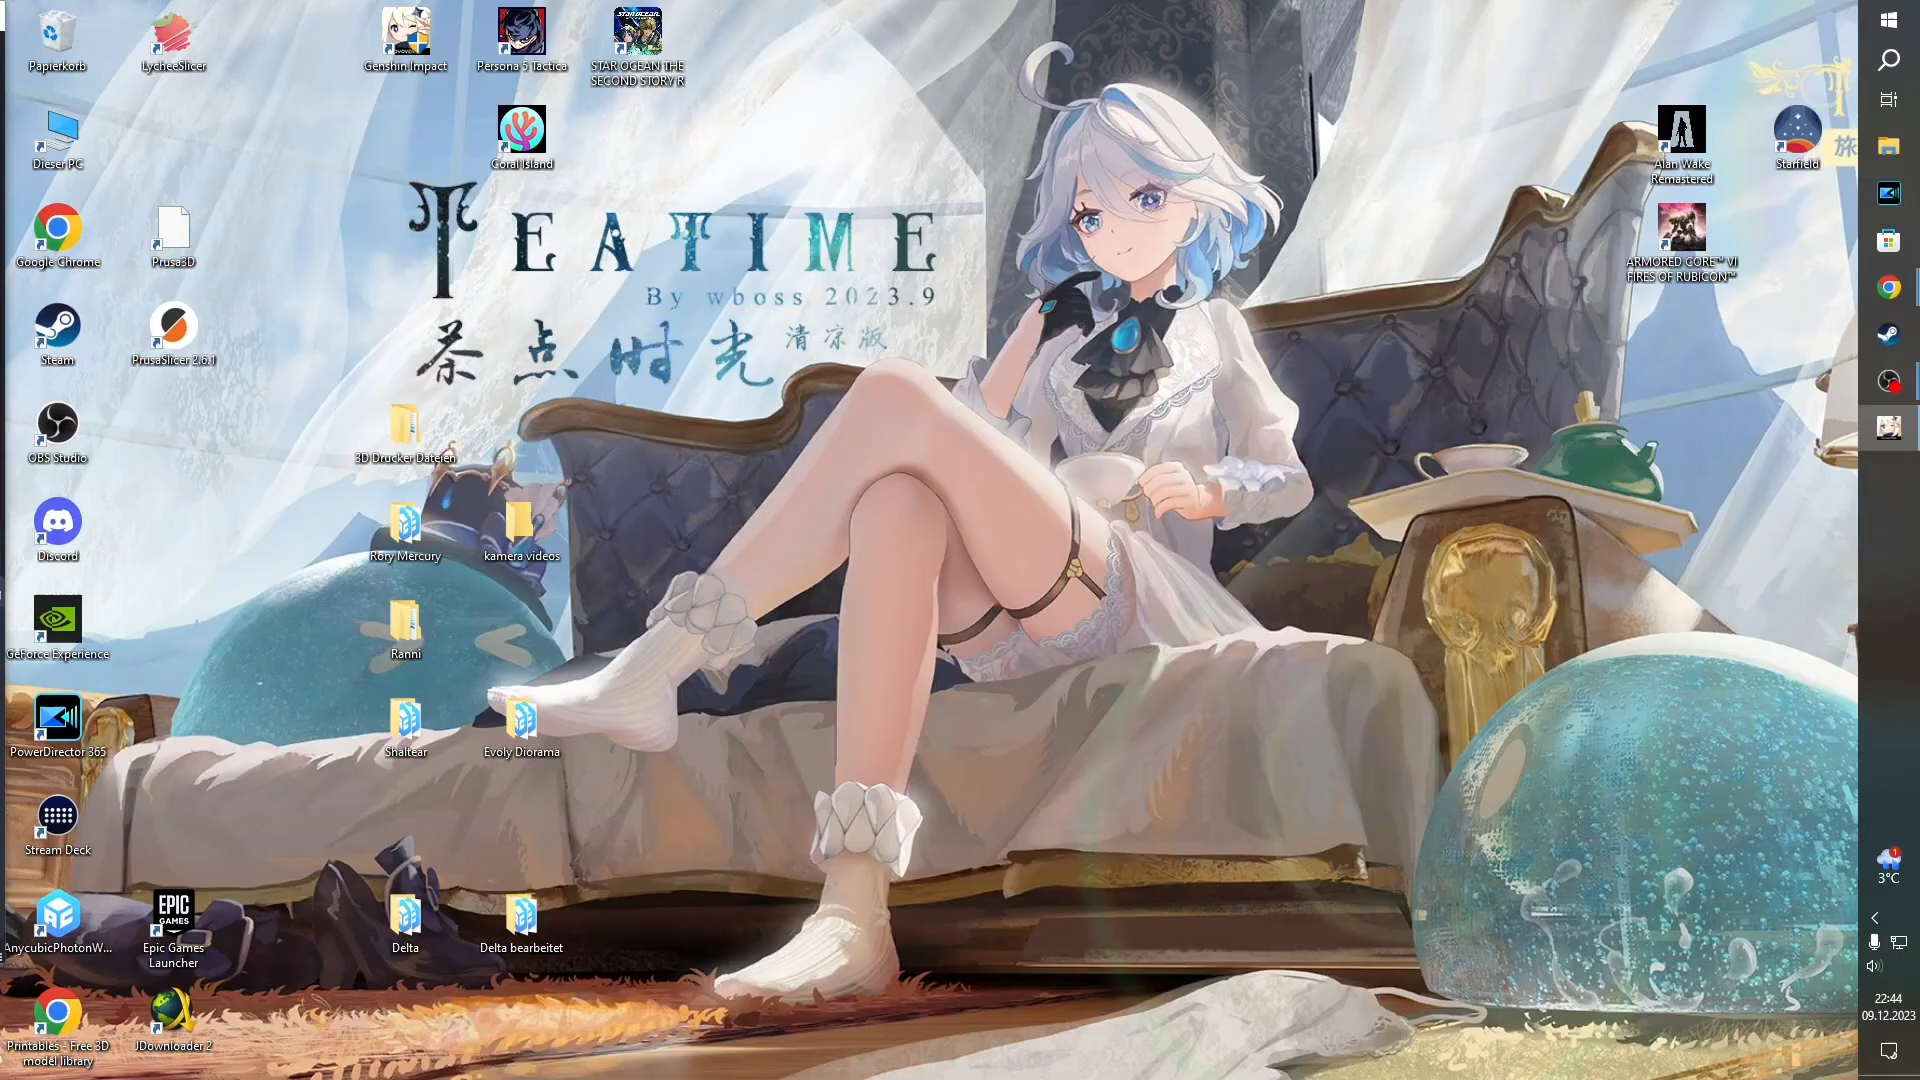 Papierkorb
LycheeSlicer
Genshin Impact
Persona 5 Tactica
STAR OCEAN THE
SECOND STORY R
Dieser PC
Coral Island
Alan Wake
Remastered
Starfield
旅
TEATIME
By wboss 2023.9
茶点时光
清凉版
Google Chrome
Prusa3D
ARMORED CORE™ VI
FIRES OF RUBICON™
Steam
PrusaSlicer 2.6.1
OBS Studio
3D Drucker Dateien
Discord
Rory Mercury
kamera videos
GeForce Experience
Ranni
PowerDirector 365
Shaltear
Evoly Diorama
Stream Deck
AnycubicPhotonW...
EPIC
GAMES
Epic Games
Launcher
Delta
Delta bearbeitet
Printables - Free 3D
model library
JDownloader 2
1
3°C
22:44
09.12.2023